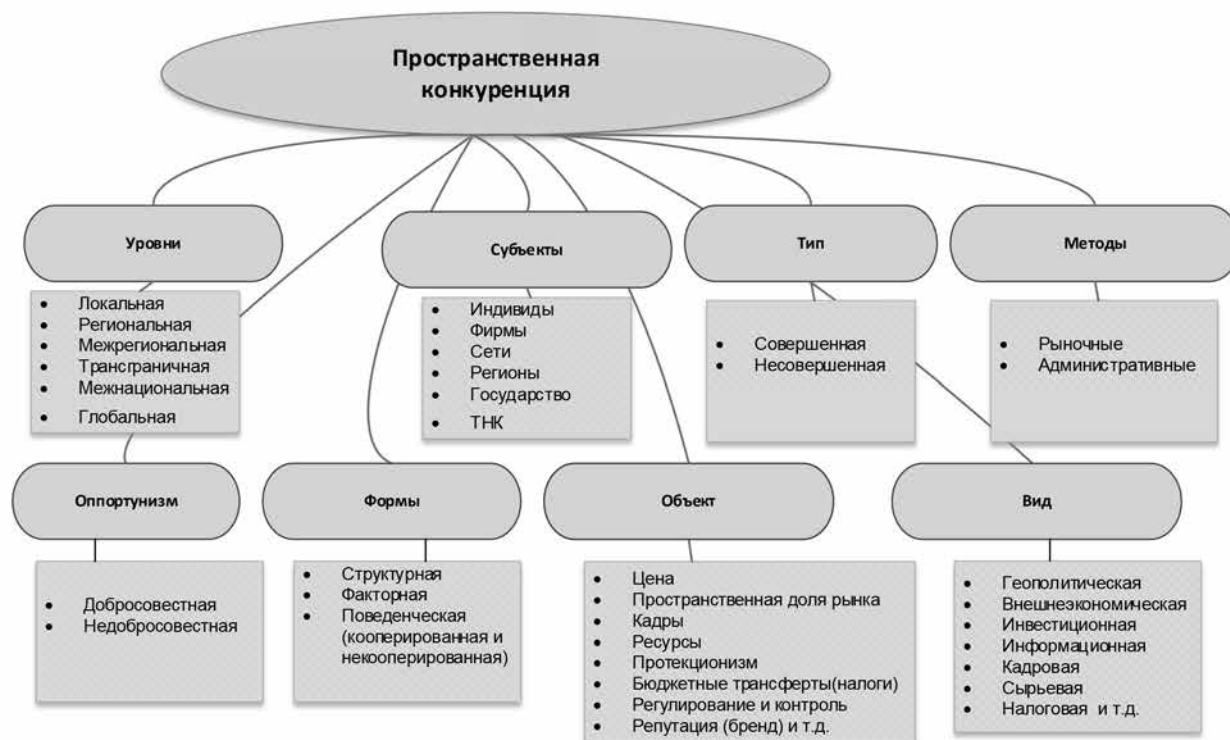 Пространственная
конкуренция
Уровни
• Локальная
• Региональная
• Межрегиональная
• Трансграничная
• Межнациональная
• Глобальная
Субъекты
• Индивиды
• Фирмы
• Сети
• Регионы
• Государство
• ТНК
Тип
• Совершенная
• Несовершенная
Методы
• Рыночные
• Административные
Оппортунизм
• Добросовестная
• Недобросовестная
Формы
• Структурная
• Факторная
• Поведенческая
(кооперированная и
некооперированная)
Объект
• Цена
• Пространственная доля рынка
• Кадры
• Ресурсы
• Протекционизм
• Бюджетные трансферты(налоги)
• Регулирование и контроль
• Репутация (бренд) и т.д.
Вид
• Геополитическая
• Внешнеэкономическая
• Инвестиционная
• Информационная
• Кадровая
• Сырьевая
• Налоговая и т.д.